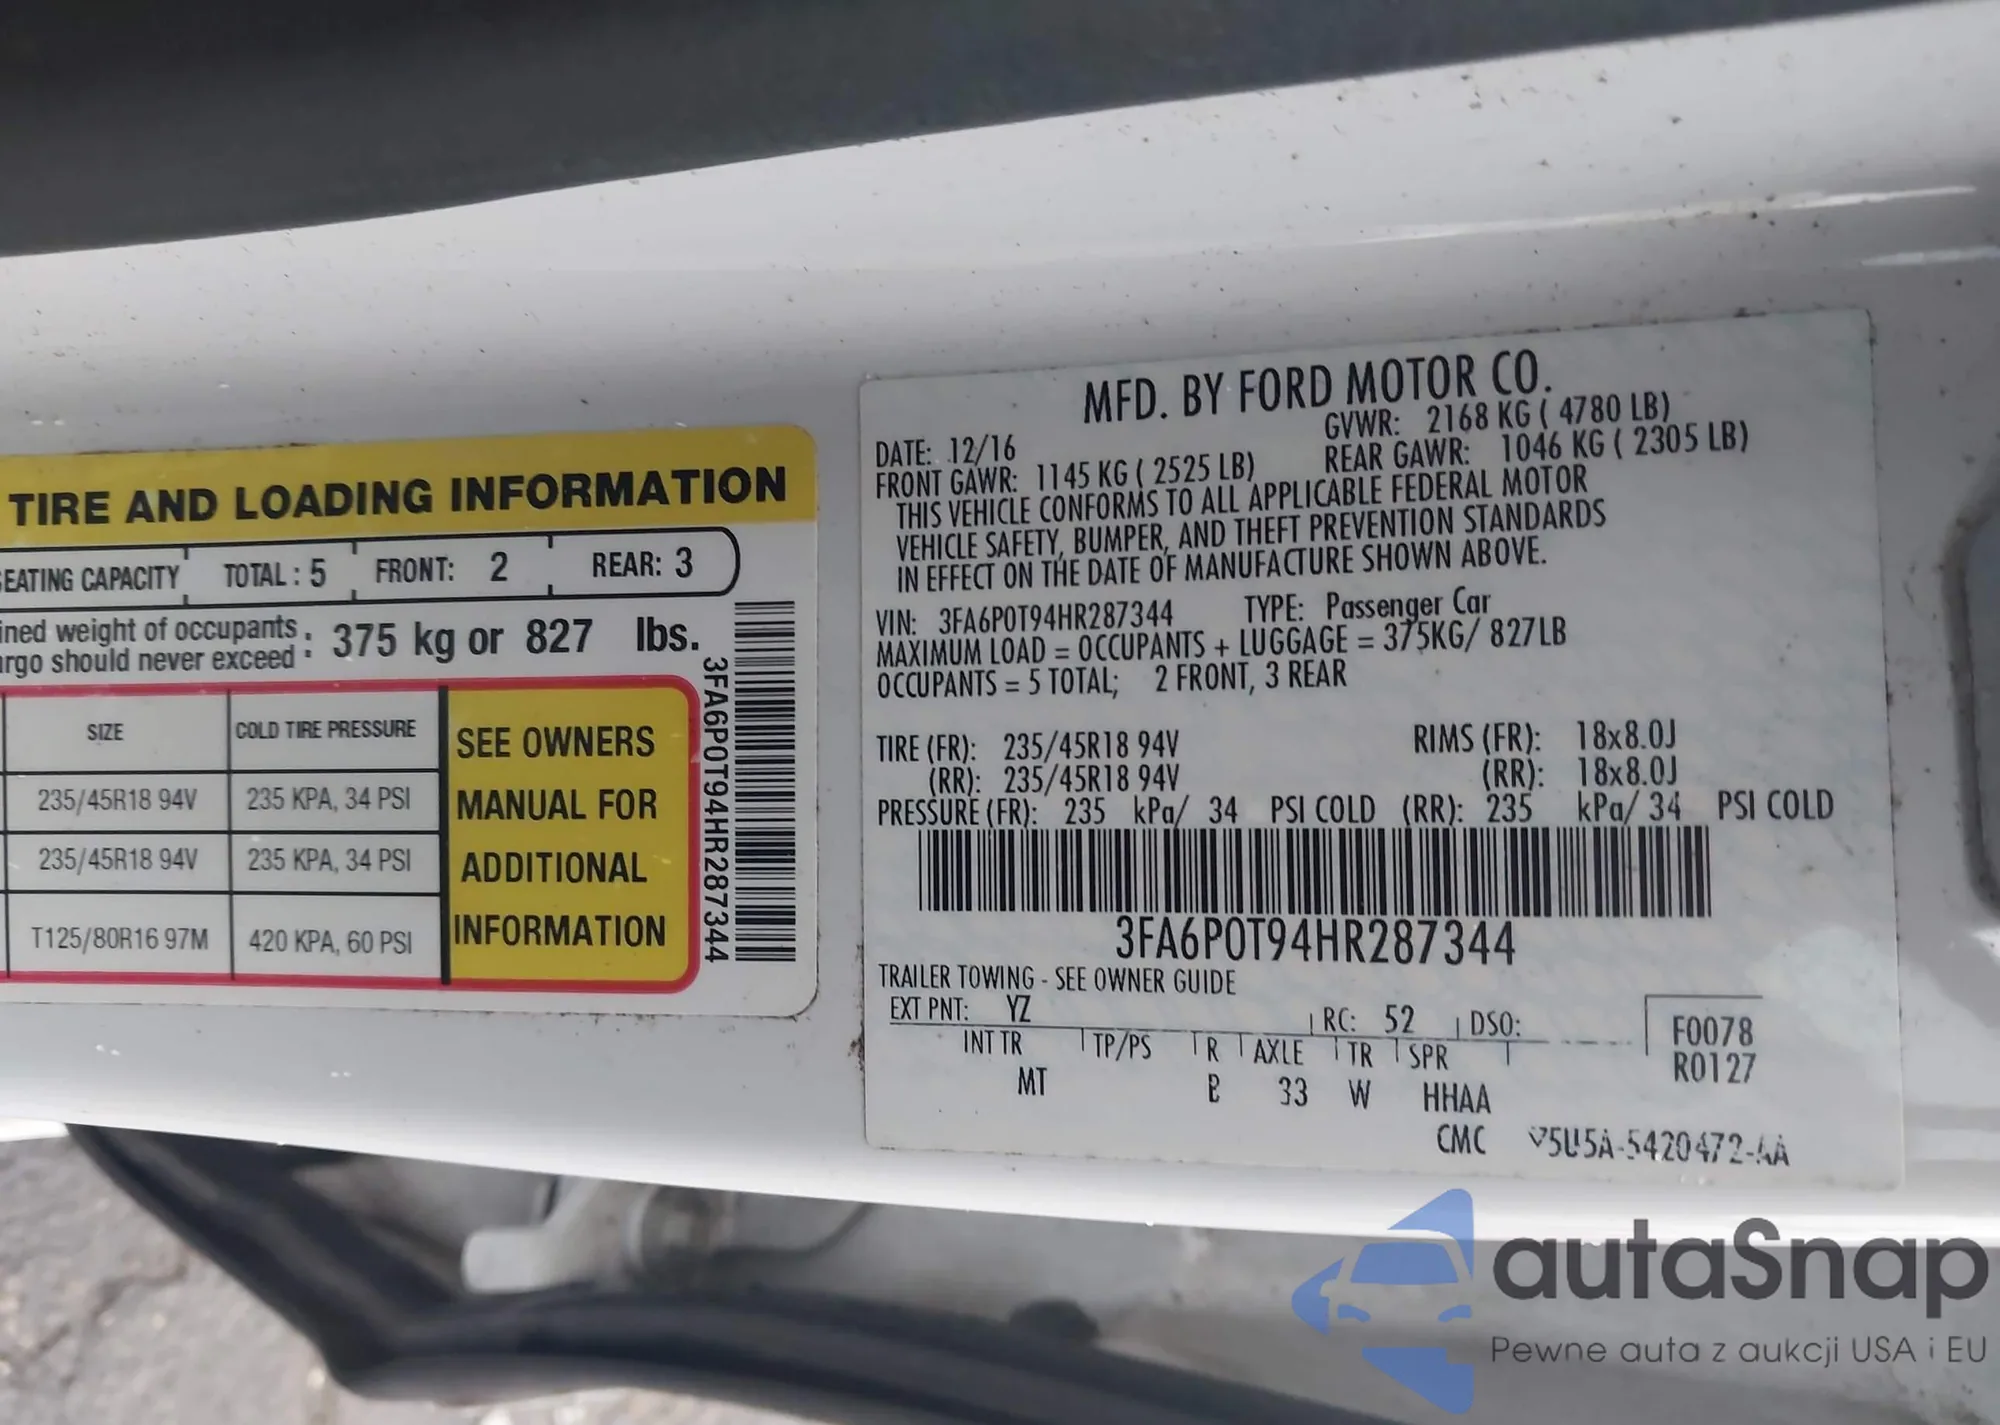 TIRE AND LOADING INFORMATION
EATING CAPACITY TOTAL : 5 FRONT: 2 REAR: 3
ined weight of occupants
argo should never exceed : 375 kg or 827 lbs.
SIZE COLD TIRE PRESSURE
235/45R18 94V 235 KPA, 34 PSI
235/45R18 94V 235 KPA, 34 PSI
T125/80R16 97M 420 KPA, 60 PSI
SEE OWNERS
MANUAL FOR
ADDITIONAL
INFORMATION
3FA6P0T94HR287344
MFD. BY FORD MOTOR CO.
DATE: 12/16 GVWR: 2168 KG ( 4780 LB)
FRONT GAWR: 1145 KG ( 2525 LB) REAR GAWR: 1046 KG ( 2305 LB)
THIS VEHICLE CONFORMS TO ALL APPLICABLE FEDERAL MOTOR
VEHICLE SAFETY, BUMPER, AND THEFT PREVENTION STANDARDS
IN EFFECT ON THE DATE OF MANUFACTURE SHOWN ABOVE.
VIN: 3FA6P0T94HR287344 TYPE: Passenger Car
MAXIMUM LOAD = OCCUPANTS + LUGGAGE = 375KG/ 827LB
OCCUPANTS = 5 TOTAL; 2 FRONT, 3 REAR
TIRE (FR): 235/45R18 94V RIMS (FR): 18x8.0J
(RR): 235/45R18 94V (RR): 18x8.0J
PRESSURE (FR): 235 kPa/ 34 PSI COLD (RR): 235 kPa/ 34 PSI COLD
3FA6P0T94HR287344
TRAILER TOWING - SEE OWNER GUIDE
EXT PNT: YZ RC: 52 DSO:
F0078
R0127
INT TR TP/PS R AXLE TR SPR
MT 33 W HHAA
CMC
autaSnap
Pewne auta z aukcji USA i EU